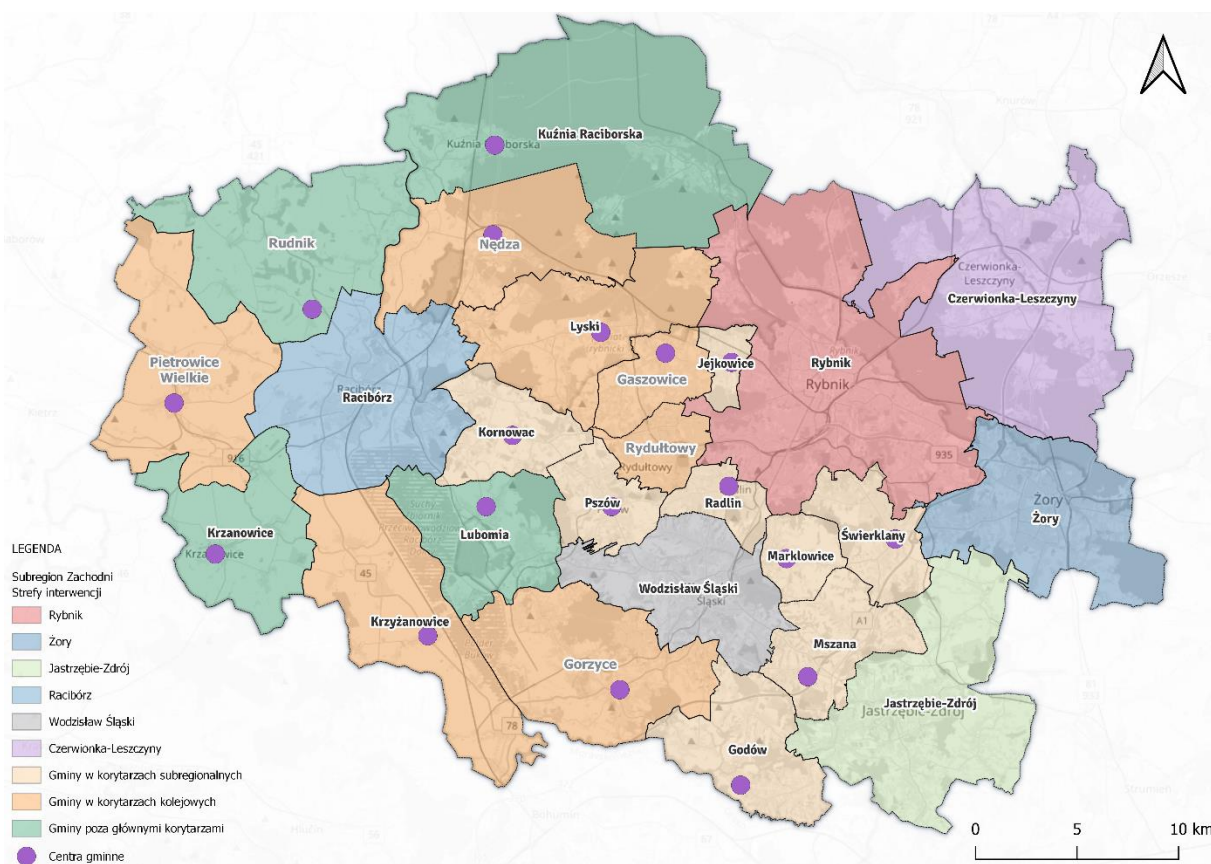 Kuźnia Raciborska
Rudnik
Nędza
Czerwionka-
Leszczyny
Czerwionka-Leszczyny
Lyski
Pietrowice
Wielkie
Racibórz
Gaszowice
Jejkowice
Rybnik
Rybnik
Kornowac
Rydułtowy
Rydułtowy
916
935
Krzanowice
Lubomia
Pszów
Radlin
Żory
Żory
Świerklany
Marklowice
Wodzisław Śląski
Śląski
45
Krzyżanowice
A1
Mszana
Gorzyce
Jastrzębie-Zdrój
Jastrzębie-Zdrój
78
Godów
LEGENDA
Subregion Zachodni
Strefy interwencji
Rybnik
Żory
Jastrzębie-Zdrój
Racibórz
Wodzisław Śląski
Czerwionka-Leszczyny
Gminy w korytarzach subregionalnych
Gminy w korytarzach kolejowych
Gminy poza głównymi korytarzami
Centra gminne
0 5 10 km